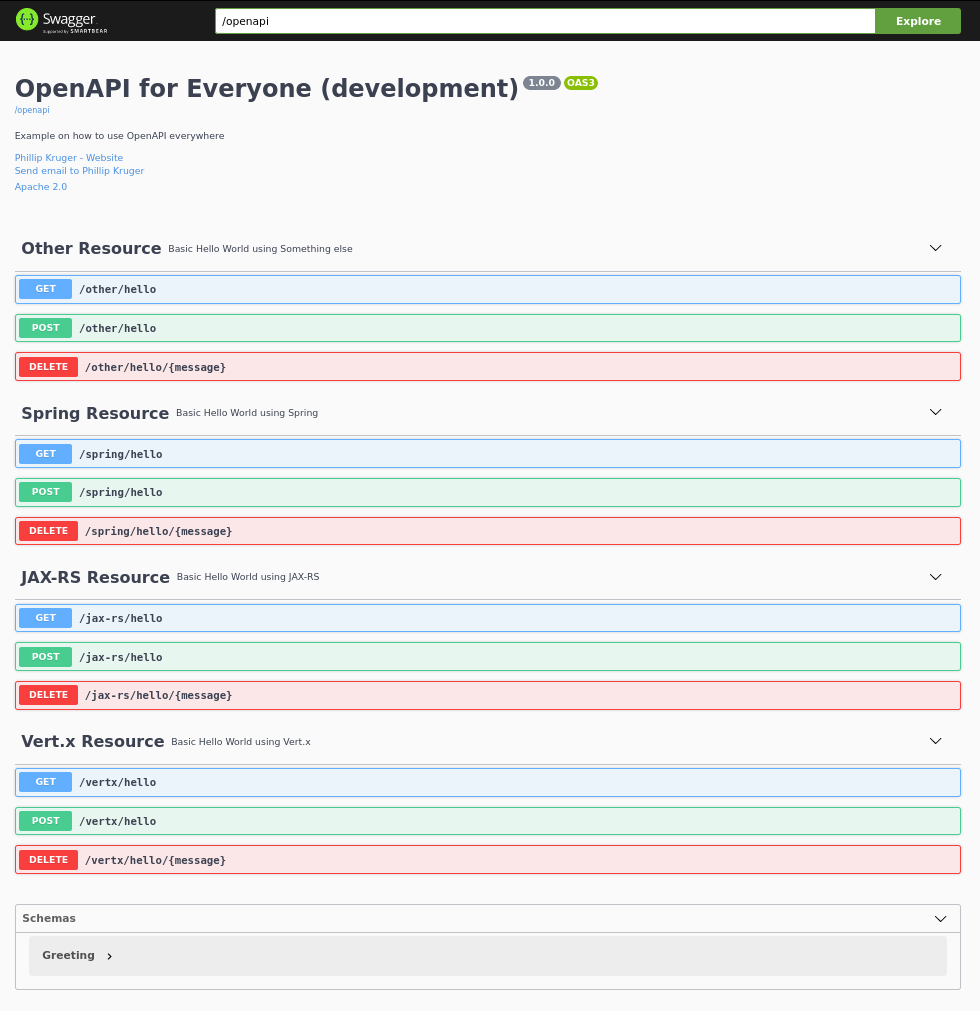 Swagger.
Supported by SMARTBEAR
/openapi
Explore
OpenAPI for Everyone (development) 1.0.0 OAS3
/openapi
Example on how to use OpenAPI everywhere
Phillip Kruger - Website
Send email to Phillip Kruger
Apache 2.0
Other Resource Basic Hello World using Something else
GET /other/hello
POST /other/hello
DELETE /other/hello/{message}
Spring Resource Basic Hello World using Spring
GET /spring/hello
POST /spring/hello
DELETE /spring/hello/{message}
JAX-RS Resource Basic Hello World using JAX-RS
GET /jax-rs/hello
POST /jax-rs/hello
DELETE /jax-rs/hello/{message}
Vert.x Resource Basic Hello World using Vert.x
GET /vertx/hello
POST /vertx/hello
DELETE /vertx/hello/{message}
Schemas
Greeting